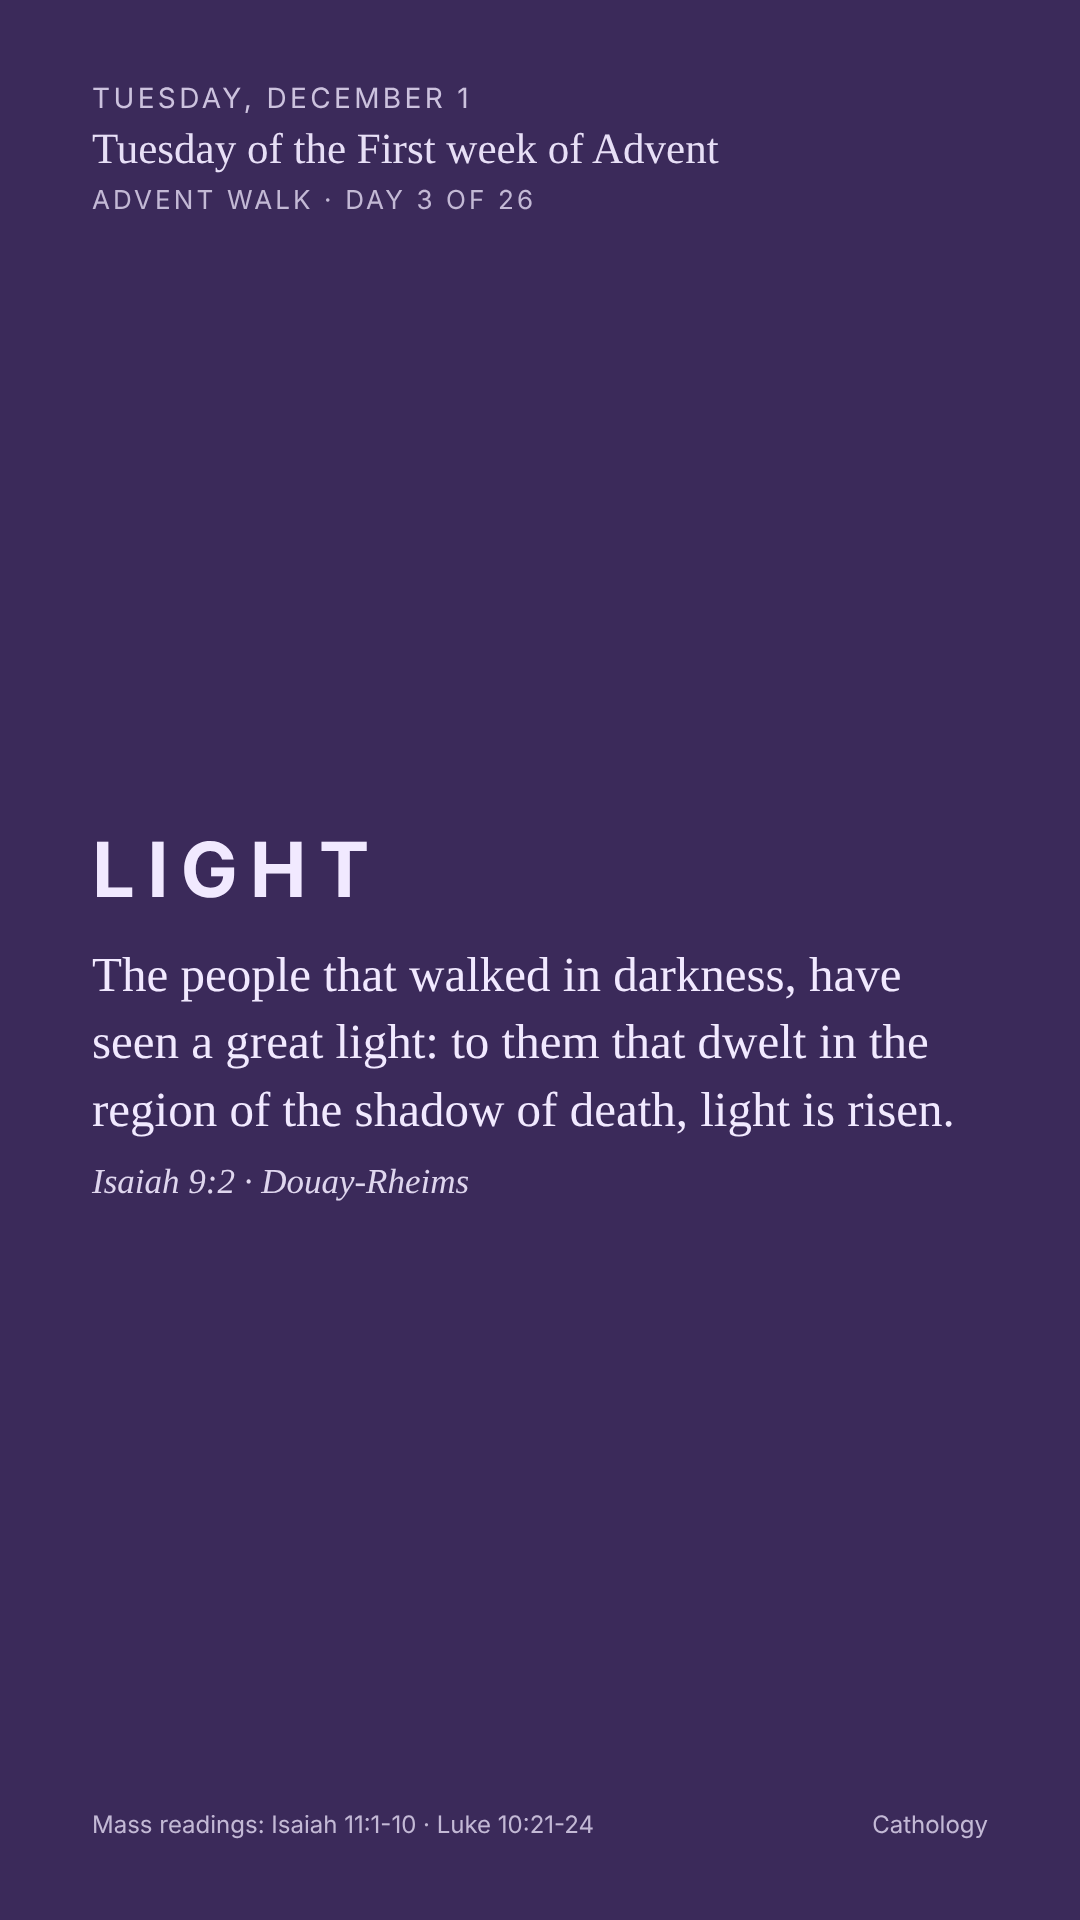 TUESDAY, DECEMBER 1
Tuesday of the First week of Advent
ADVENT WALK · DAY 3 OF 26
LIGHT
The people that walked in darkness, have
seen a great light: to them that dwelt in the
region of the shadow of death, light is risen.
Isaiah 9:2 · Douay-Rheims
Mass readings: Isaiah 11:1-10 · Luke 10:21-24
Cathology